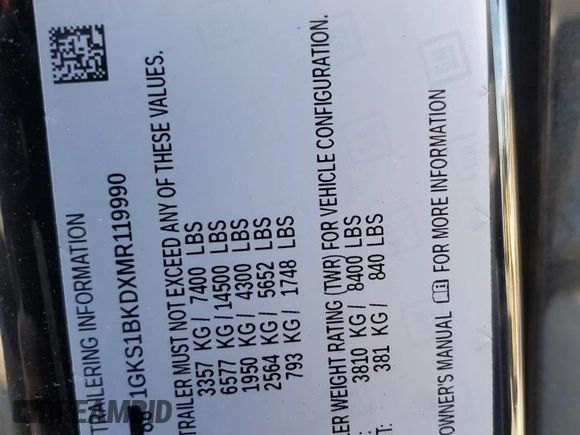 TRAILERING INFORMATION
1GKS1BKDXMR119990
TRAILER MUST NOT EXCEED ANY OF THESE VALUES.
3357 KG / 7400 LBS
6577 KG / 14500 LBS
1950 KG / 4300 LBS
2564 KG / 5652 LBS
793 KG / 1748 LBS
WEIGHT RATING (TWR) FOR VEHICLE CONFIGURATION.
3810 KG / 8400 LBS
381 KG / 840 LBS
OWNER'S MANUAL FOR MORE INFORMATION
GM